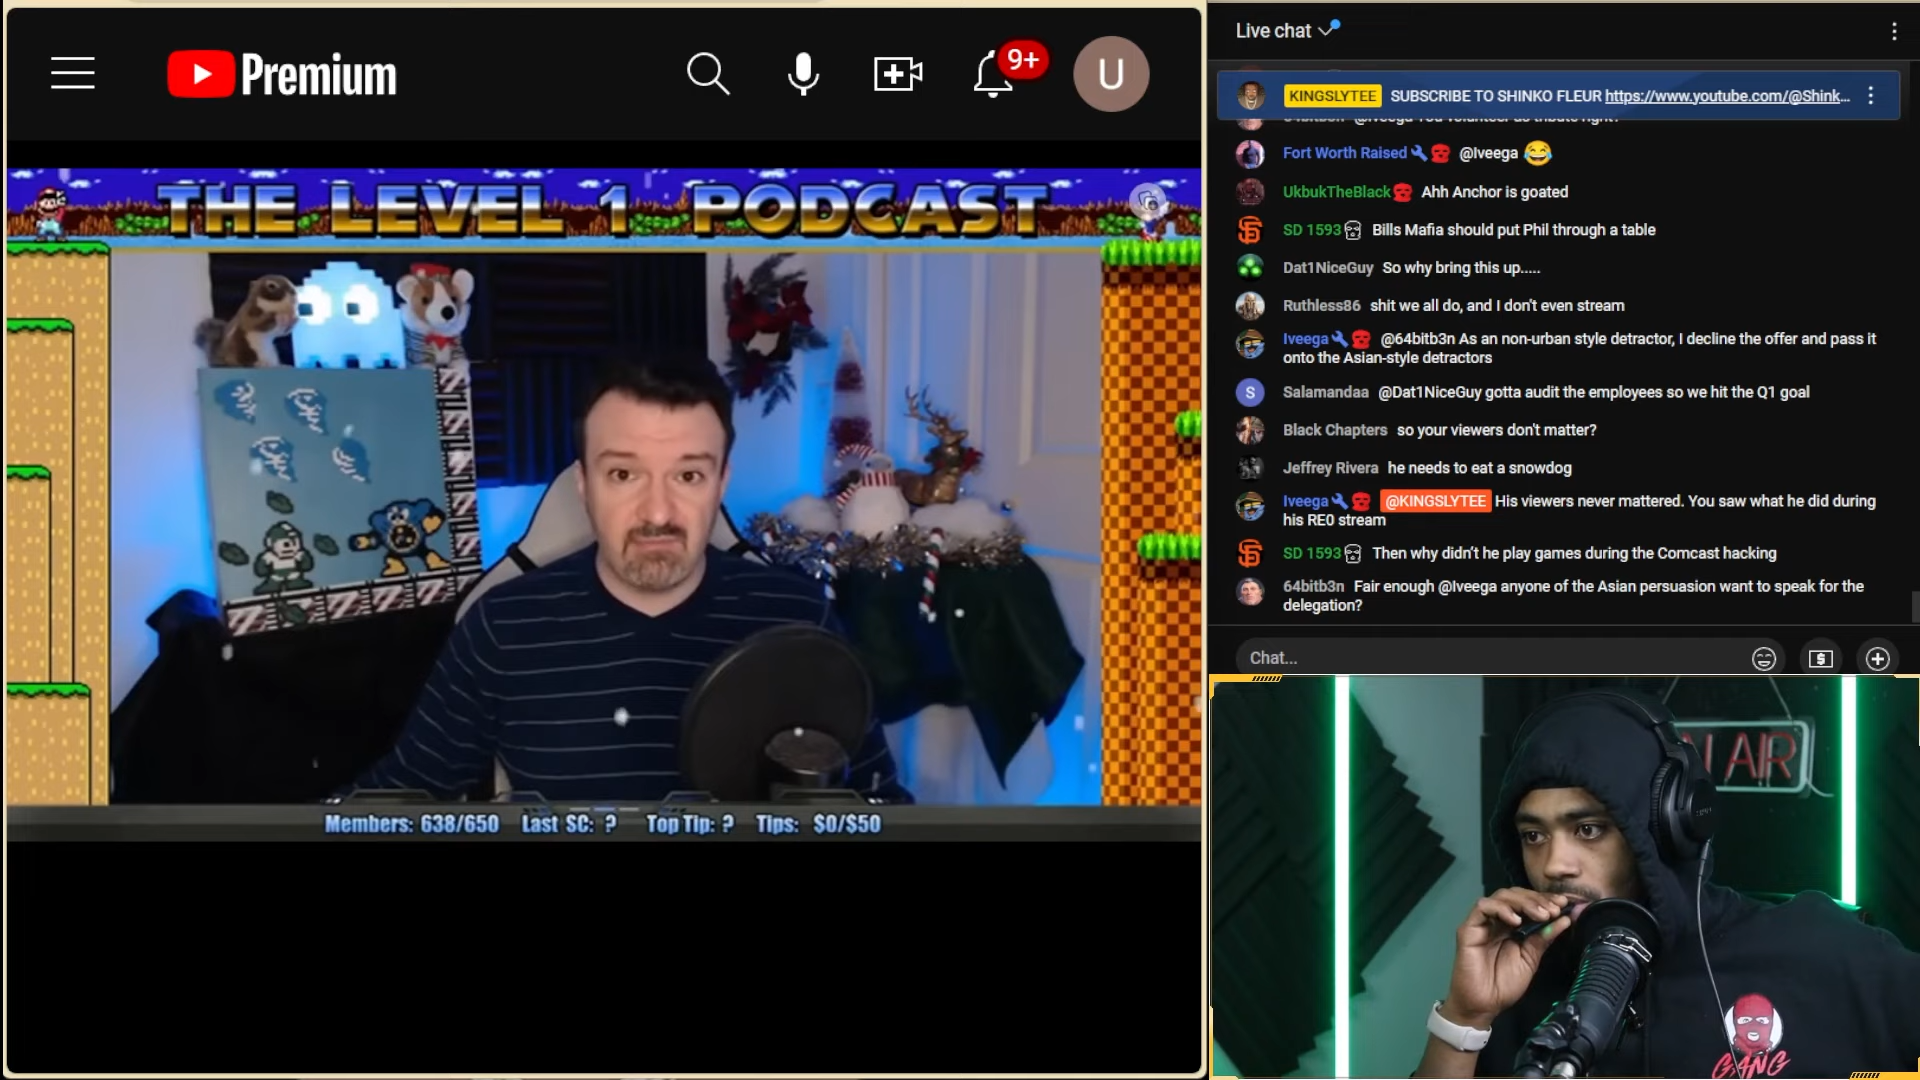 Premium
9+
U
THE LEVEL 1 PODCAST
Members: 638/650 Last SC: ? Top Tip: ? Tips: $0/$50
Live chat
KINGSLYTEE SUBSCRIBE TO SHINKO FLEUR https://www.youtube.com/@Shink...
Fort Worth Raised @Iveega 😂
UkbukTheBlack Ahh Anchor is goated
SD 1593 Bills Mafia should put Phil through a table
Dat1NiceGuy So why bring this up.....
Ruthless86 shit we all do, and I don't even stream
Iveega @64bitb3n As an non-urban style detractor, I decline the offer and pass it
onto the Asian-style detractors
S
Salamandaa @Dat1NiceGuy gotta audit the employees so we hit the Q1 goal
Black Chapters so your viewers don't matter?
Jeffrey Rivera he needs to eat a snowdog
Iveega @KINGSLYTEE His viewers never mattered. You saw what he did during
his RE0 stream
SD 1593 Then why didn't he play games during the Comcast hacking
64bitb3n Fair enough @Iveega anyone of the Asian persuasion want to speak for the
delegation?
Chat...
N AIR
GANG